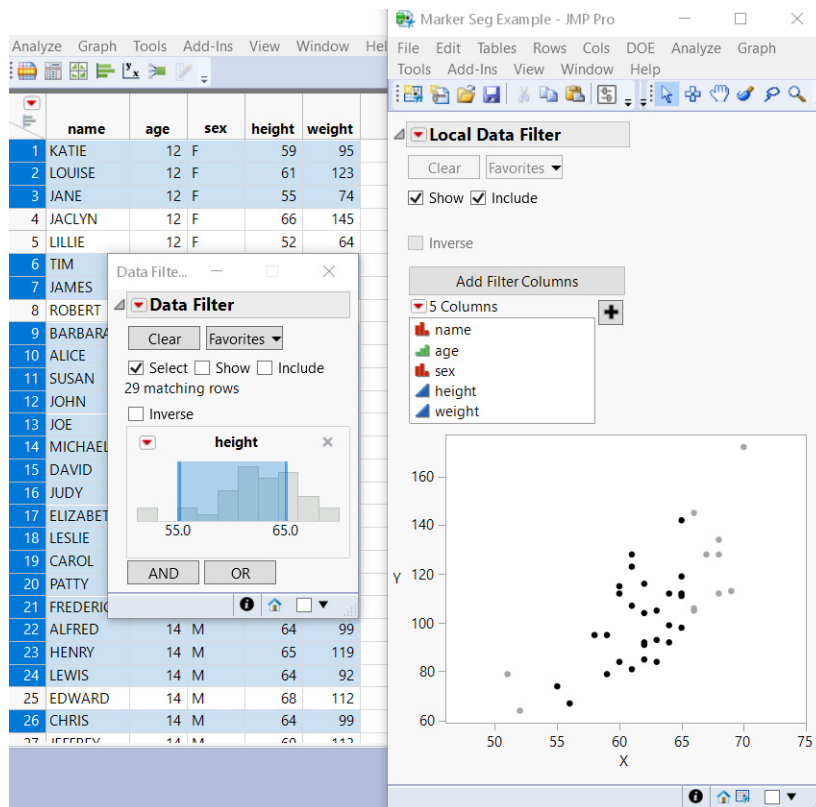 Analyze Graph Tools Add-Ins View Window Hel
name age sex height weight
1 KATIE 12 F 59 95
2 LOUISE 12 F 61 123
3 JANE 12 F 55 74
4 JACLYN 12 F 66 145
5 LILLIE 12 F 52 64
6 TIM
7 JAMES
8 ROBERT
9 BARBARA
10 ALICE
11 SUSAN
12 JOHN
13 JOE
14 MICHAEL
15 DAVID
16 JUDY
17 ELIZABET
18 LESLIE
19 CAROL
20 PATTY
21 FREDERIC
22 ALFRED 14 M 64 99
23 HENRY 14 M 65 119
24 LEWIS 14 M 64 92
25 EDWARD 14 M 68 112
26 CHRIS 14 M 64 99
27 JEFFREY 14 M 69 113
Data Filte...
Data Filter
Clear Favorites
Select Show Include
29 matching rows
Inverse
height
55.0 65.0
AND OR
Marker Seg Example - JMP Pro
File Edit Tables Rows Cols DOE Analyze Graph
Tools Add-Ins View Window Help
Local Data Filter
Clear Favorites
Show Include
Inverse
Add Filter Columns
5 Columns
name
age
sex
height
weight
160
140
120
100
80
60
Y
50 55 60 65 70 75
X